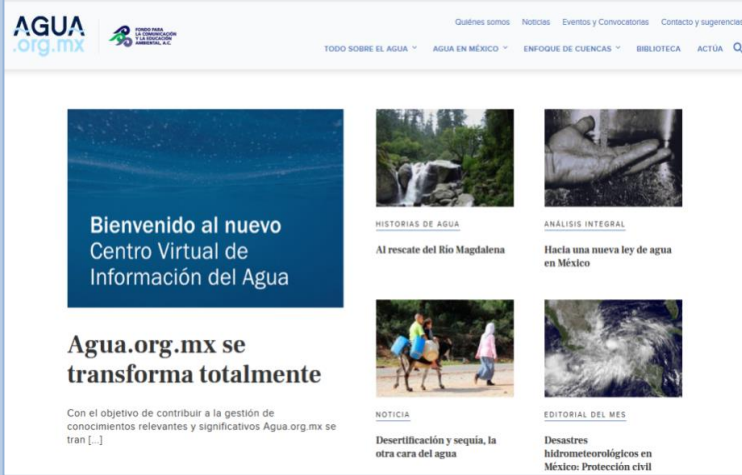 AGUA
.org.mx
FONDO PARA
LA COMUNICACIÓN
Y LA EDUCACIÓN
AMBIENTAL, A.C.
Quiénes somos Noticias Eventos y Convocatorias Contacto y sugerencias
TODO SOBRE EL AGUA AGUA EN MÉXICO ENFOQUE DE CUENCAS BIBLIOTECA ACTÚA
Bienvenido al nuevo
Centro Virtual de
Información del Agua
Agua.org.mx se
transforma totalmente
Con el objetivo de contribuir a la gestión de
conocimientos relevantes y significativos Agua.org.mx se
tran [...]
HISTORIAS DE AGUA
Al rescate del Río Magdalena
ANÁLISIS INTEGRAL
Hacia una nueva ley de agua
en México
NOTICIA
Desertificación y sequía, la
otra cara del agua
EDITORIAL DEL MES
Desastres
hidrometeorológicos en
México: Protección civil